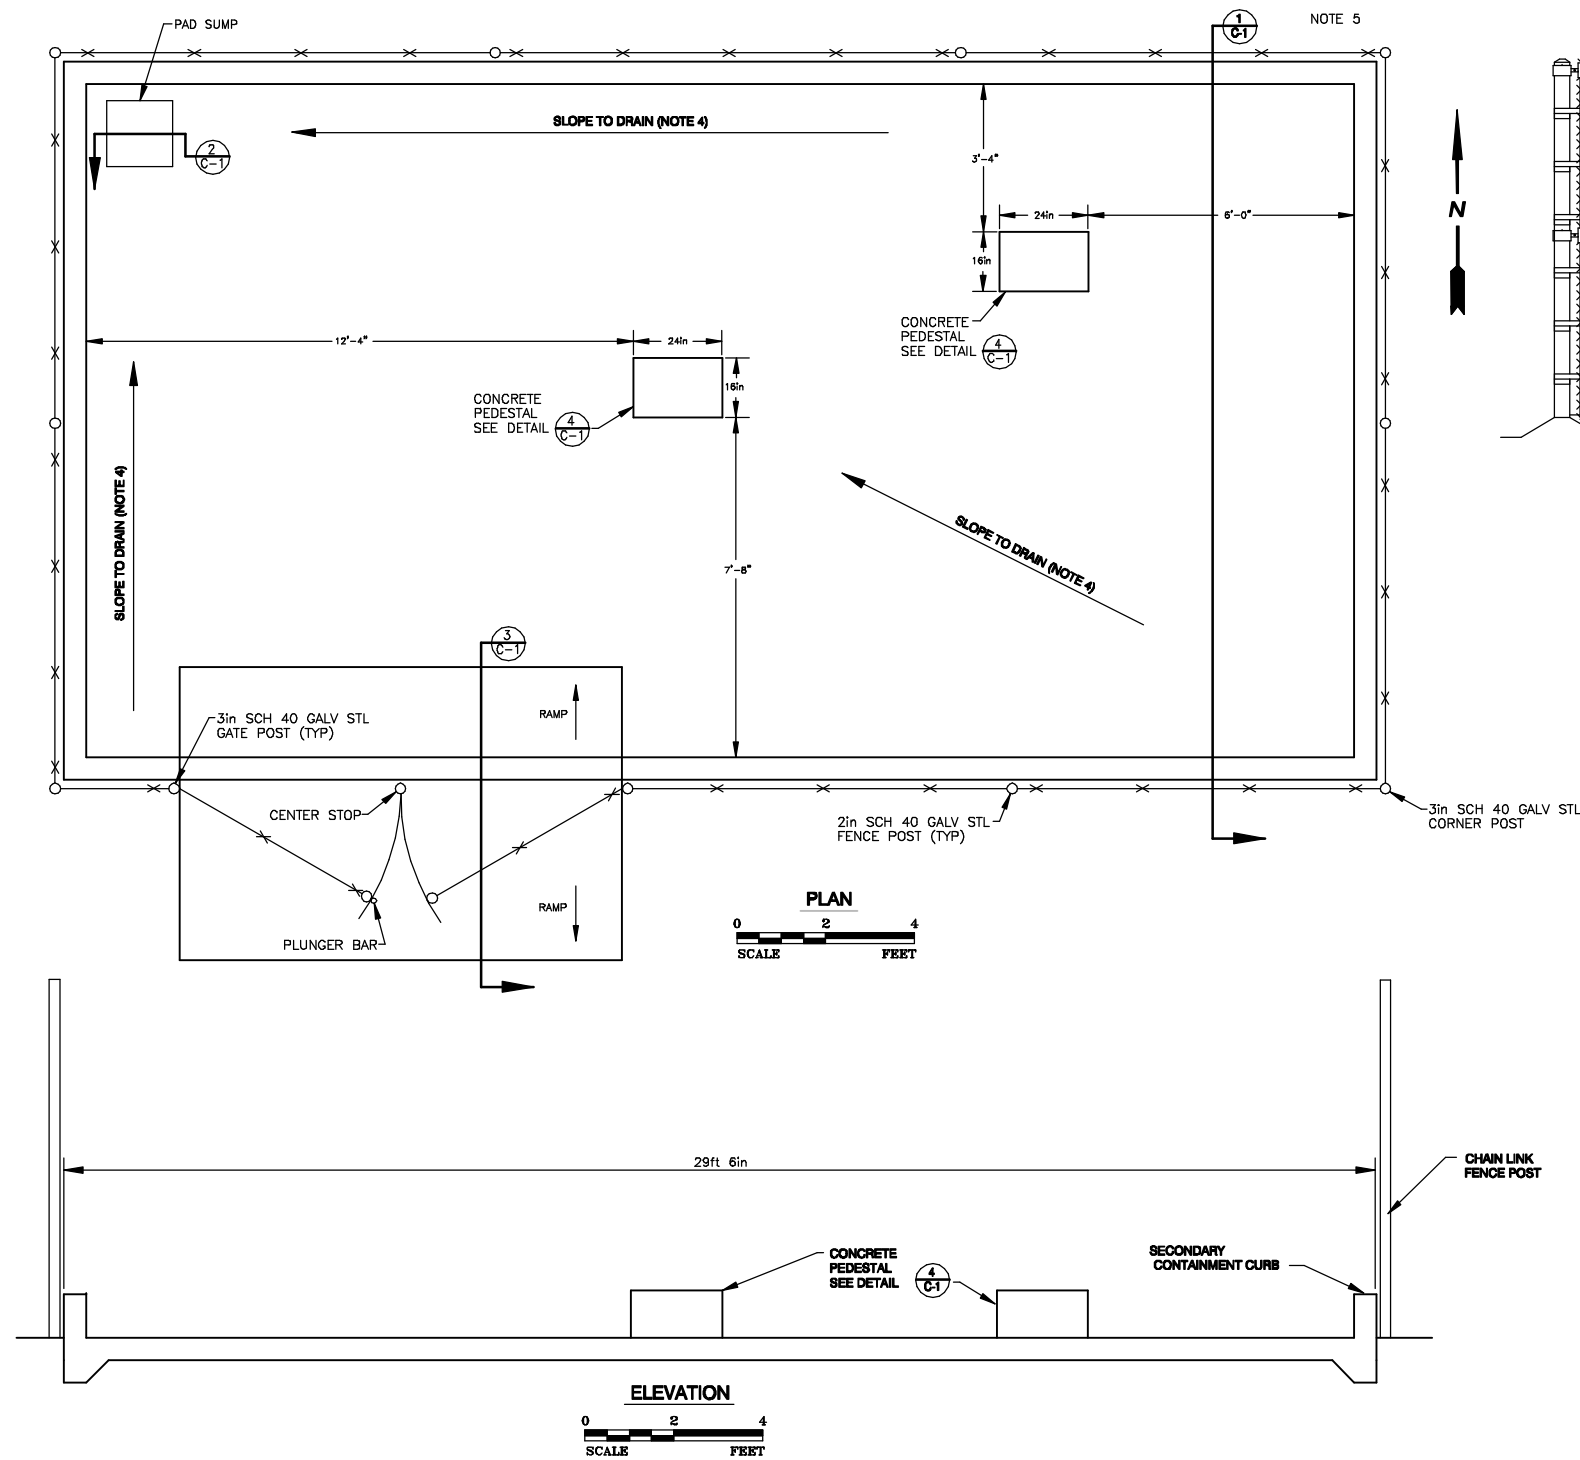 PAD SUMP
1
C-1
NOTE 5
SLOPE TO DRAIN (NOTE 4)
2
C-1
3'-4"
24in
6'-0"
N
16in
CONCRETE
PEDESTAL
SEE DETAIL
4
C-1
12'-4"
24in
16in
CONCRETE
PEDESTAL
SEE DETAIL
4
C-1
SLOPE TO DRAIN (NOTE 4)
SLOPE TO DRAIN (NOTE 4)
7'-8"
3
C-1
3in SCH 40 GALV STL
GATE POST (TYP)
RAMP
CENTER STOP
2in SCH 40 GALV STL
FENCE POST (TYP)
3in SCH 40 GALV STL
CORNER POST
RAMP
PLUNGER BAR
PLAN
0 2 4
SCALE FEET
29ft 6in
CHAIN LINK
FENCE POST
CONCRETE
PEDESTAL
SEE DETAIL
4
C-1
SECONDARY
CONTAINMENT CURB
ELEVATION
0 2 4
SCALE FEET